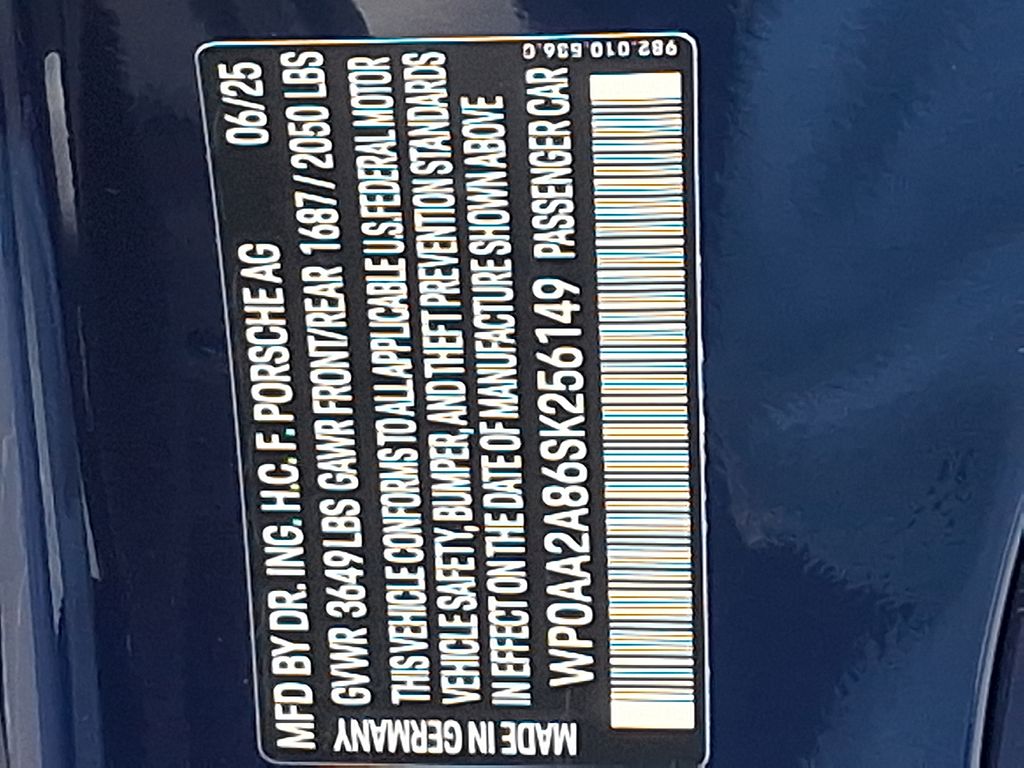 MFD BY DR. ING. H.C. F. PORSCHE AG 06/25
GVWR 3649 LBS GAWR FRONT/REAR 1687 / 2050 LBS
THIS VEHICLE CONFORMS TO ALL APPLICABLE U.S. FEDERAL MOTOR
VEHICLE SAFETY, BUMPER, AND THEFT PREVENTION STANDARDS
IN EFFECT ON THE DATE OF MANUFACTURE SHOWN ABOVE
WP0AA2A86SK256149 PASSENGER CAR
MADE IN GERMANY
982.010.536.C